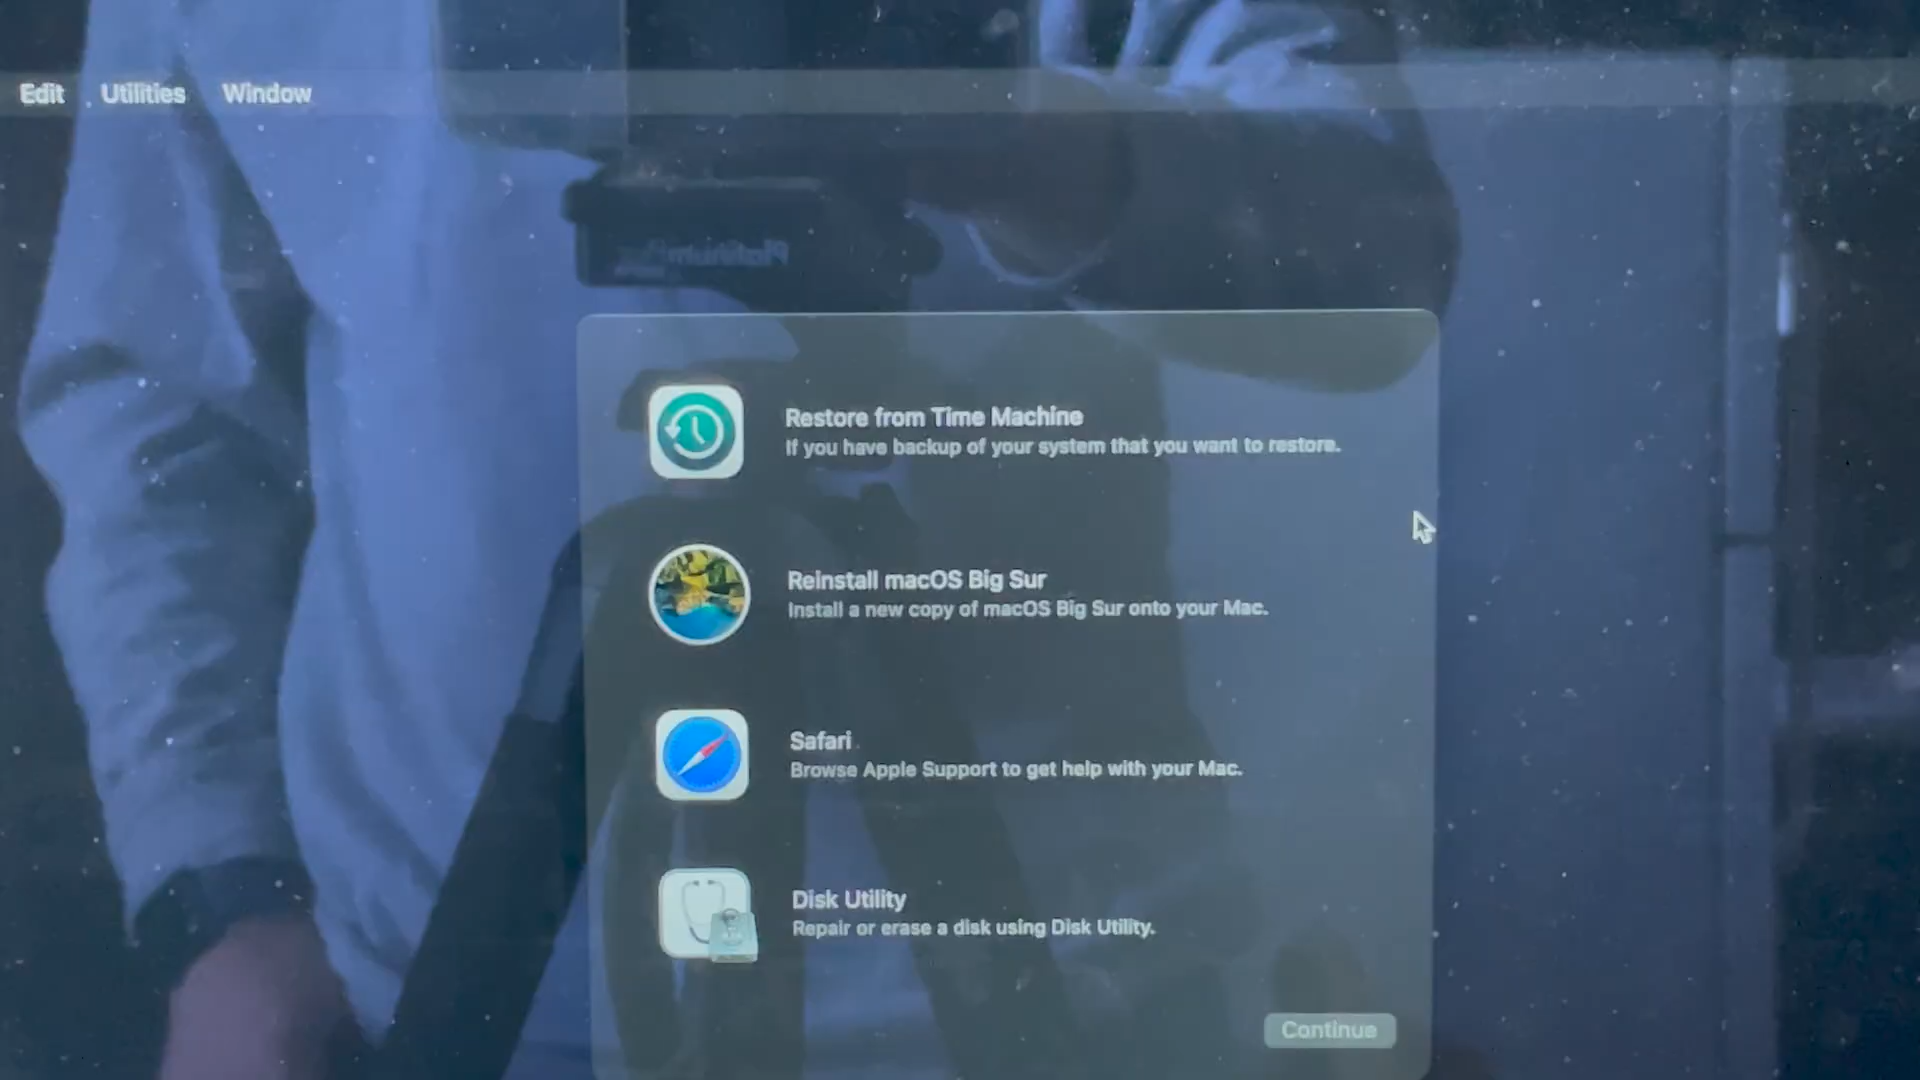 Edit Utilities Window
Restore from Time Machine
If you have backup of your system that you want to restore.
Reinstall macOS Big Sur
Install a new copy of macOS Big Sur onto your Mac.
Safari
Browse Apple Support to get help with your Mac.
Disk Utility
Repair or erase a disk using Disk Utility.
Continue